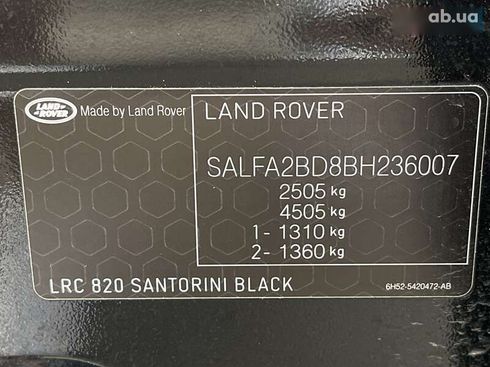 ab.ua
LAND ROVER
Made by Land Rover
LAND ROVER
SALFA2BD8BH236007
2505 kg
4505 kg
1- 1310 kg
2- 1360 kg
LRC 820 SANTORINI BLACK
6H52-5420472-AB